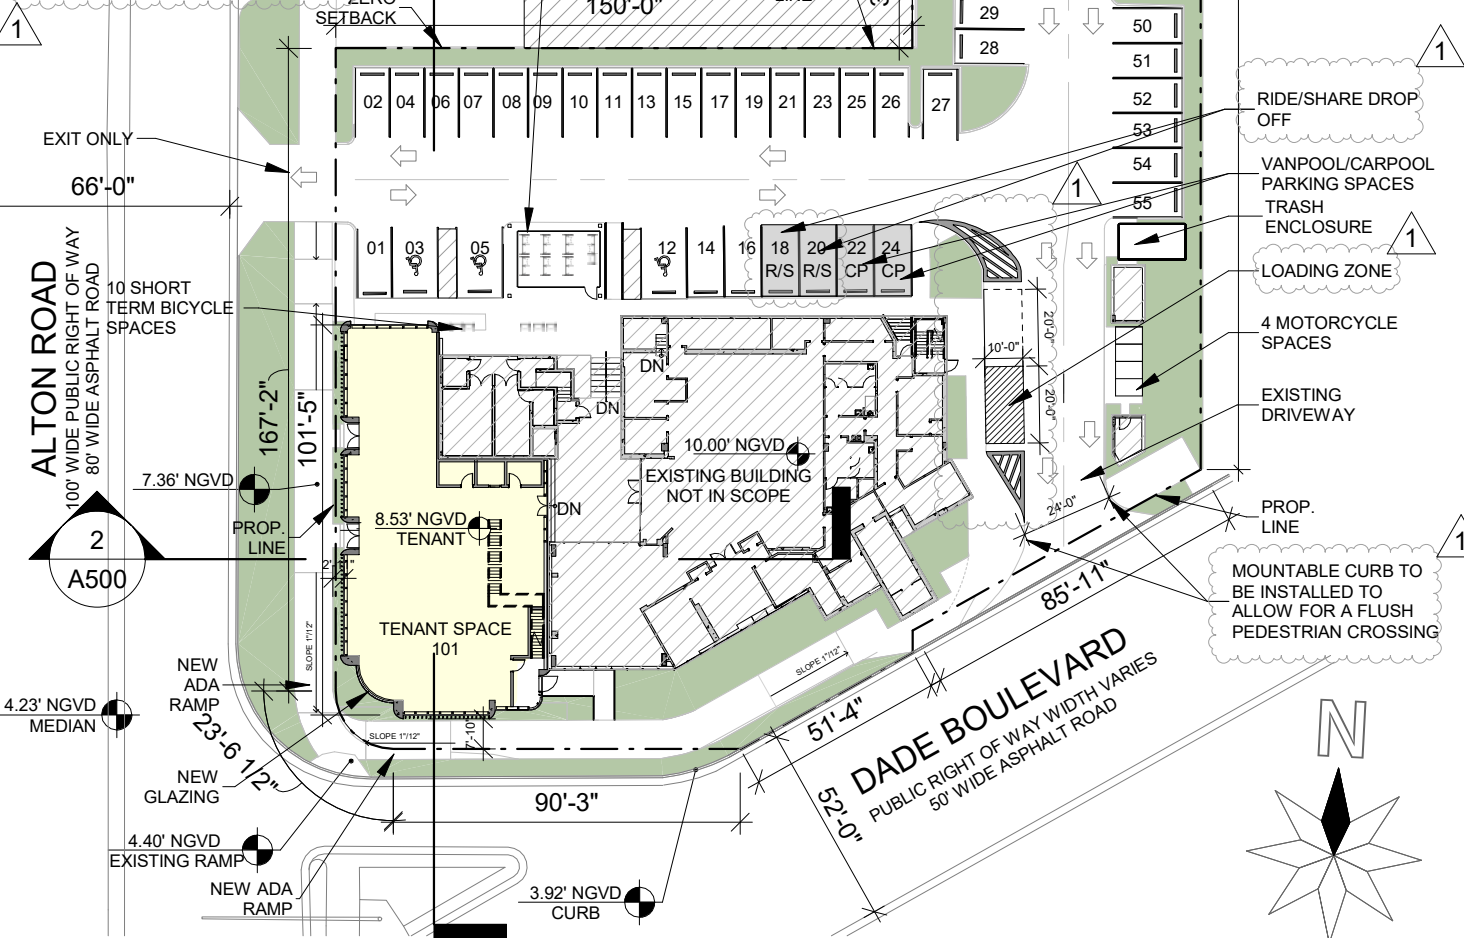 1
ZERO
SETBACK
150'-0"
LINE
29
28
50
51
52
53
54
55
1
RIDE/SHARE DROP
OFF
02 04 06 07 08 09 10 11 13 15 17 19 21 23 25 26 27
EXIT ONLY
66'-0"
VANPOOL/CARPOOL
PARKING SPACES
1
TRASH
ENCLOSURE
1
01 03 05 12 14 16 18 20 22 24
R/S R/S CP CP
LOADING ZONE
ALTON ROAD
100' WIDE PUBLIC RIGHT OF WAY
80' WIDE ASPHALT ROAD
10 SHORT
TERM BICYCLE
SPACES
4 MOTORCYCLE
SPACES
20'-0"
10'-0"
20'-0"
DN
DN
167'-2"
101'-5"
EXISTING
DRIVEWAY
10.00' NGVD
EXISTING BUILDING
NOT IN SCOPE
7.36' NGVD
PROP.
LINE
8.53' NGVD
TENANT
DN
24'-0"
PROP.
LINE
2
A500
1
MOUNTABLE CURB TO
BE INSTALLED TO
ALLOW FOR A FLUSH
PEDESTRIAN CROSSING
85'-11"
TENANT SPACE
101
SLOPE 1"/12"
SLOPE 1"/12"
NEW
ADA
RAMP
4.23' NGVD
MEDIAN
23'-6 1/2"
SLOPE 1"/12"
7'-10"
51'-4"
DADE BOULEVARD
PUBLIC RIGHT OF WAY WIDTH VARIES
50' WIDE ASPHALT ROAD
N
NEW
GLAZING
90'-3"
52'-0"
4.40' NGVD
EXISTING RAMP
NEW ADA
RAMP
3.92' NGVD
CURB